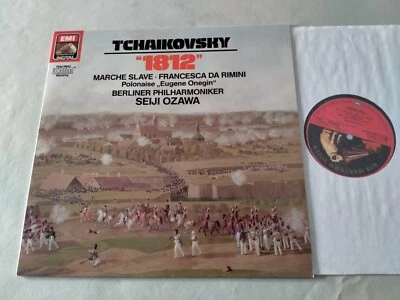 EMI
DIGITAL
TCHAIKOVSKY
"1812"
MARCHE SLAVE · FRANCESCA DA RIMINI
Polonaise „Eugene Onegin"
BERLINER PHILHARMONIKER
SEIJI OZAWA